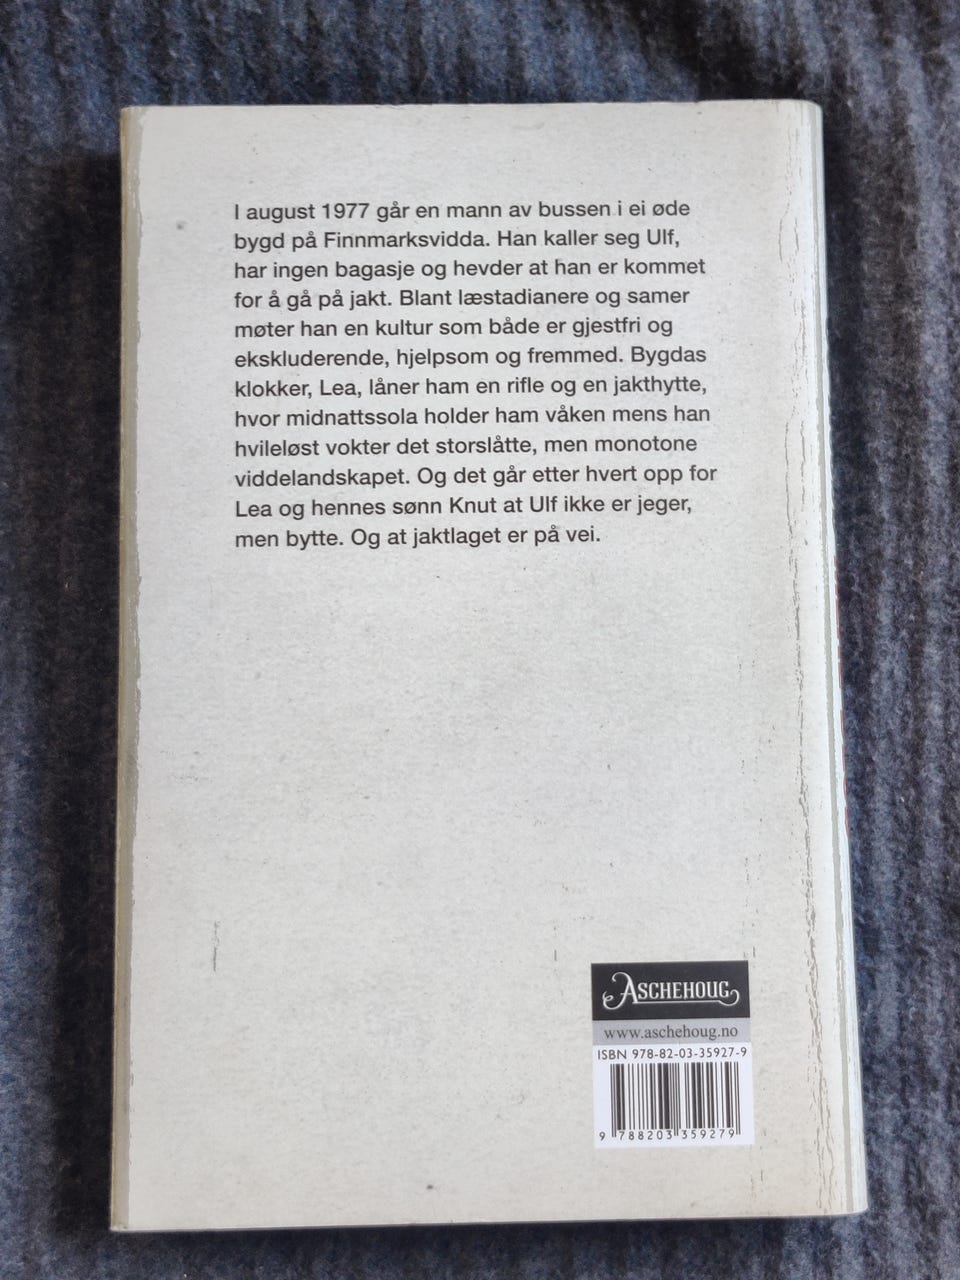 I august 1977 går en mann av bussen i ei øde
bygd på Finnmarksvidda. Han kaller seg Ulf,
har ingen bagasje og hevder at han er kommet
for å gå på jakt. Blant læstadianere og samer
møter han en kultur som både er gjestfri og
ekskluderende, hjelpsom og fremmed. Bygdas
klokker, Lea, låner ham en rifle og en jakthytte,
hvor midnattssola holder ham våken mens han
hvileløst vokter det storslåtte, men monotone
viddelandskapet. Og det går etter hvert opp for
Lea og hennes sønn Knut at Ulf ikke er jeger,
men bytte. Og at jaktlaget er på vei.
ASCHEHOUG
www.aschehoug.no
ISBN 978-82-03-35927-9
9 788203 359279